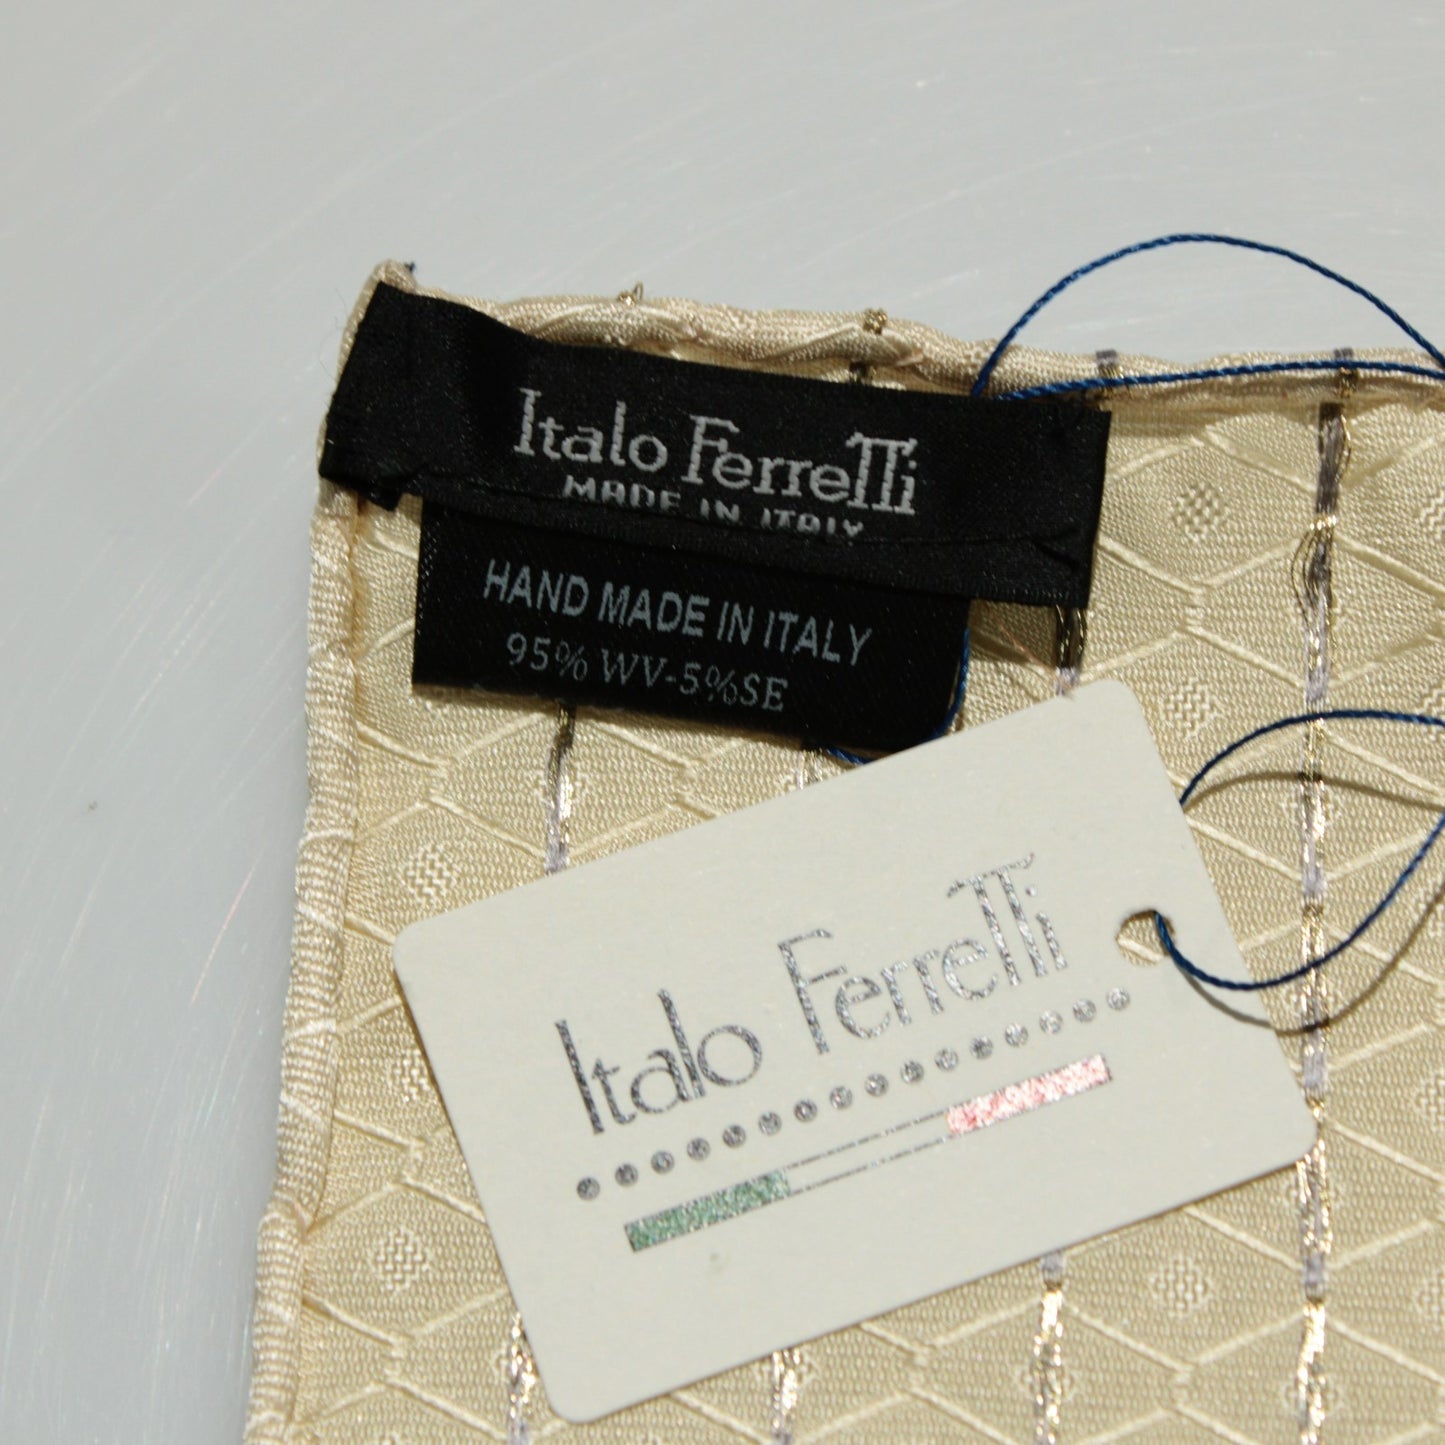 Italo Ferretti
MADE IN ITALY
HAND MADE IN ITALY
95% WV-5%SE
Italo Ferretti